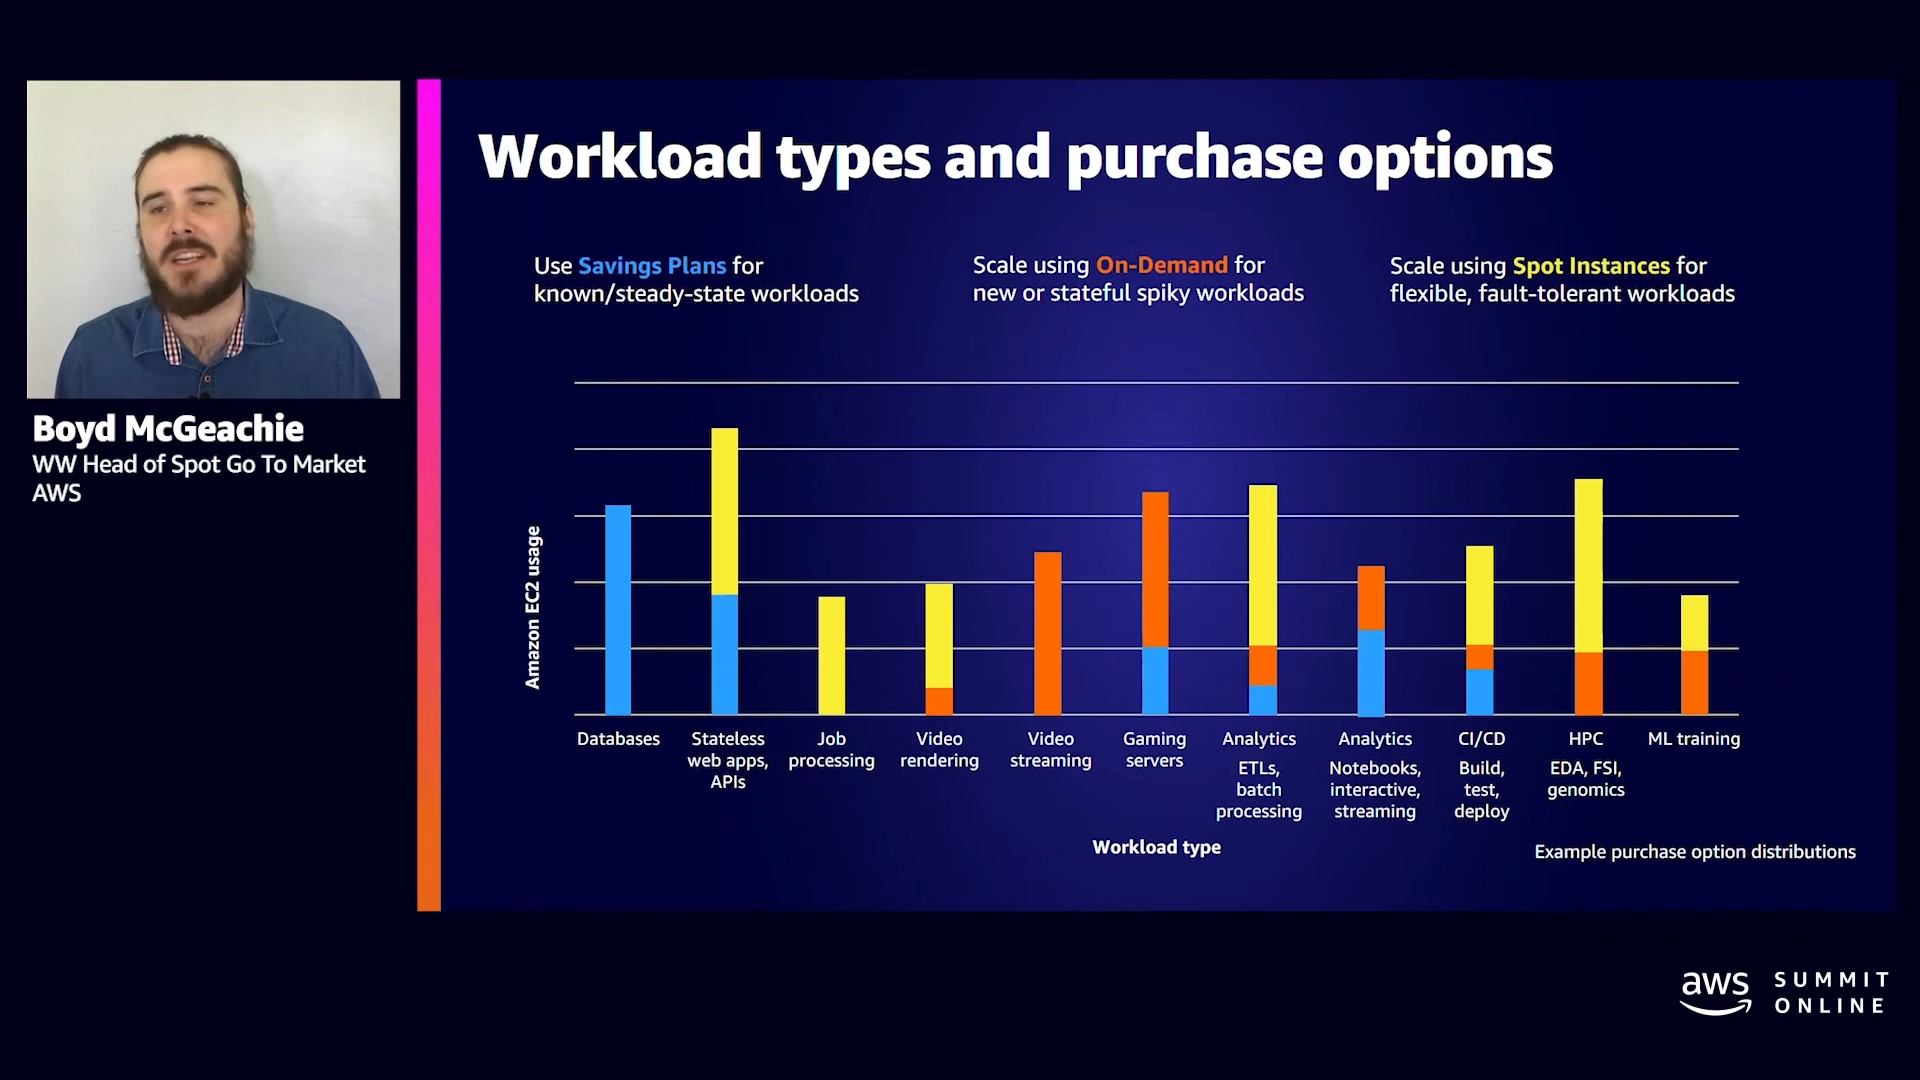 Workload types and purchase options
Use Savings Plans for
known/steady-state workloads
Scale using On-Demand for
new or stateful spiky workloads
Scale using Spot Instances for
flexible, fault-tolerant workloads
Boyd McGeachie
WW Head of Spot Go To Market
AWS
Amazon EC2 usage
Databases
Stateless
web apps,
APIs
Job
processing
Video
rendering
Video
streaming
Gaming
servers
Analytics
ETLs,
batch
processing
Analytics
Notebooks,
interactive,
streaming
CI/CD
Build,
test,
deploy
HPC
EDA, FSI,
genomics
ML training
Workload type
Example purchase option distributions
aws
SUMMIT
ONLINE